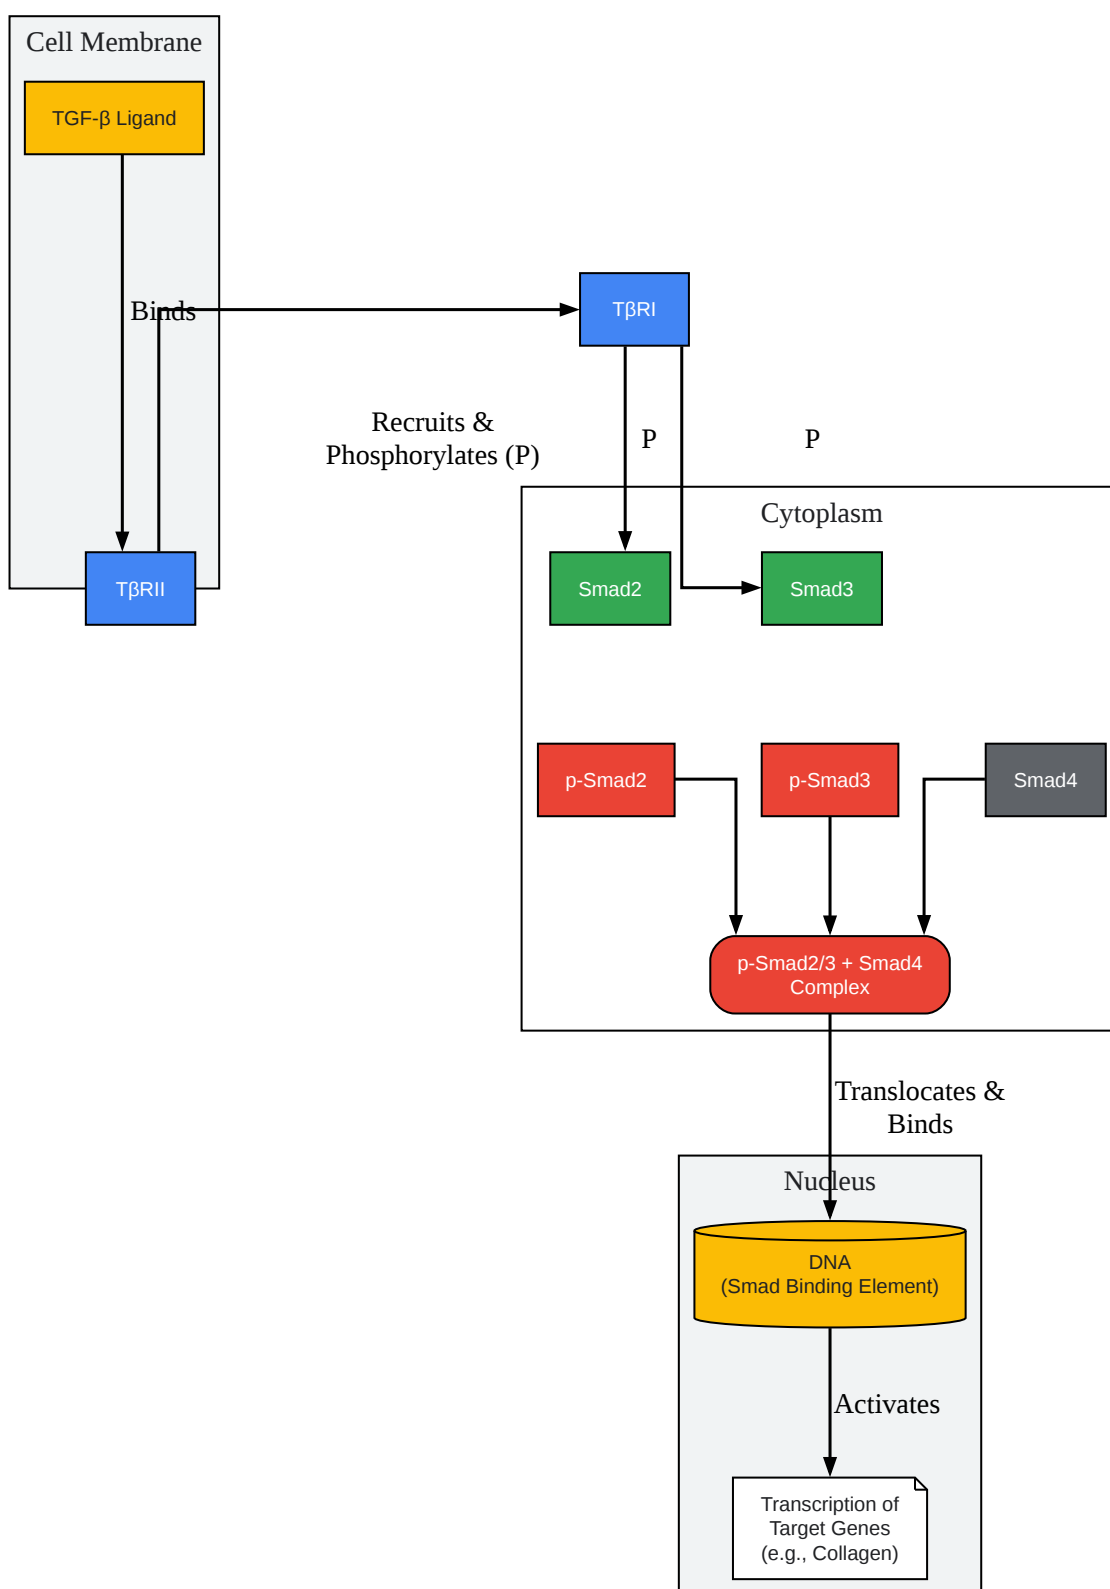 Cell Membrane
TGF-β Ligand
Binds
TβRI
Recruits &
Phosphorylates (P)
P
P
Cytoplasm
TβRII
Smad2
Smad3
p-Smad2
p-Smad3
Smad4
p-Smad2/3 + Smad4
Complex
Translocates &
Binds
Nucleus
DNA
(Smad Binding Element)
Activates
Transcription of
Target Genes
(e.g., Collagen)